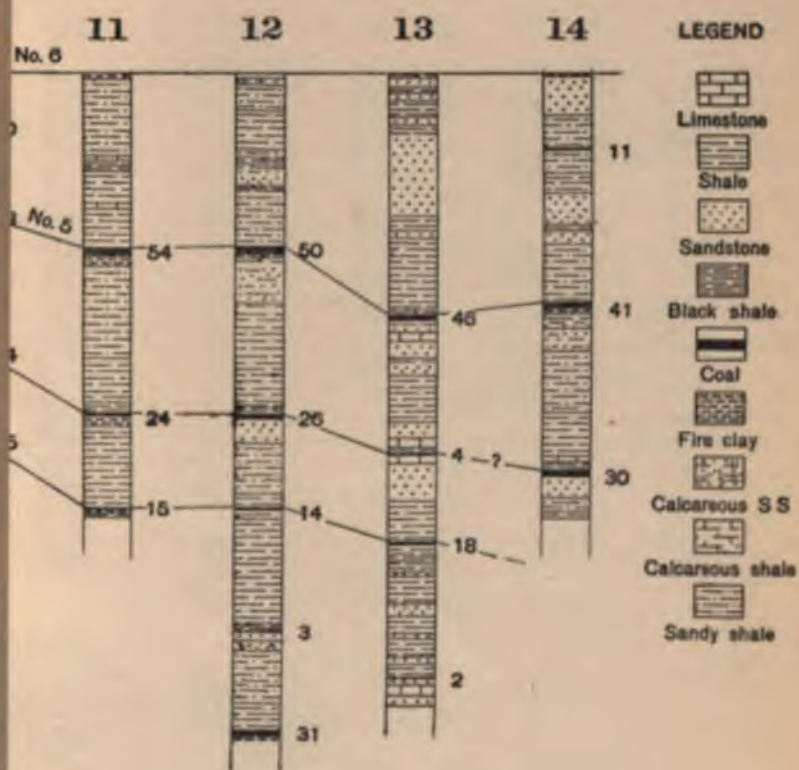 11 12 13 14
No. 6
No. 5
54
50
46
24
26
4
?
15
14
18
3
2
31
11
41
30
LEGEND
Limestone
Shale
Sandstone
Black shale
Coal
Fire clay
Calcareous S S
Calcareous shale
Sandy shale